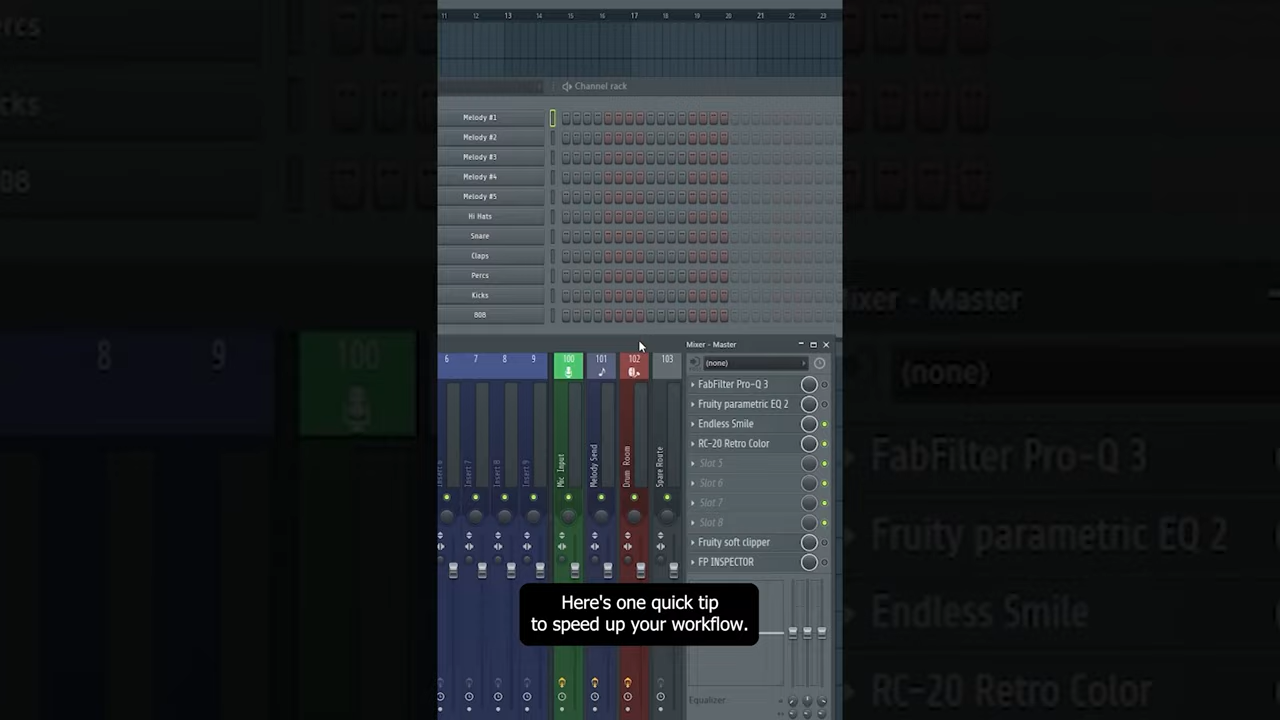 11 12 13 14 15 16 17 18 19 20 21 22 23
Channel rack
Melody #1
Melody #2
Melody #3
Melody #4
Melody #5
Hi Hats
Snare
Claps
Percs
Kicks
808
Mixer - Master
6 7 8 9 100 101 102 103
(none)
FabFilter Pro-Q 3
Fruity parametric EQ 2
Endless Smile
RC-20 Retro Color
Slot 5
Slot 6
Slot 7
Slot 8
Fruity soft clipper
FP INSPECTOR
Insert 7
Insert 8
Insert 9
Mic Input
Melody Send
Drum Room
Spare Route
Here's one quick tip
to speed up your workflow.
Equalizer
ercs
cks
808
8 9 100
ixer - Master
(none)
FabFilter Pro-Q 3
Fruity parametric EQ 2
Endless Smile
RC-20 Retro Color